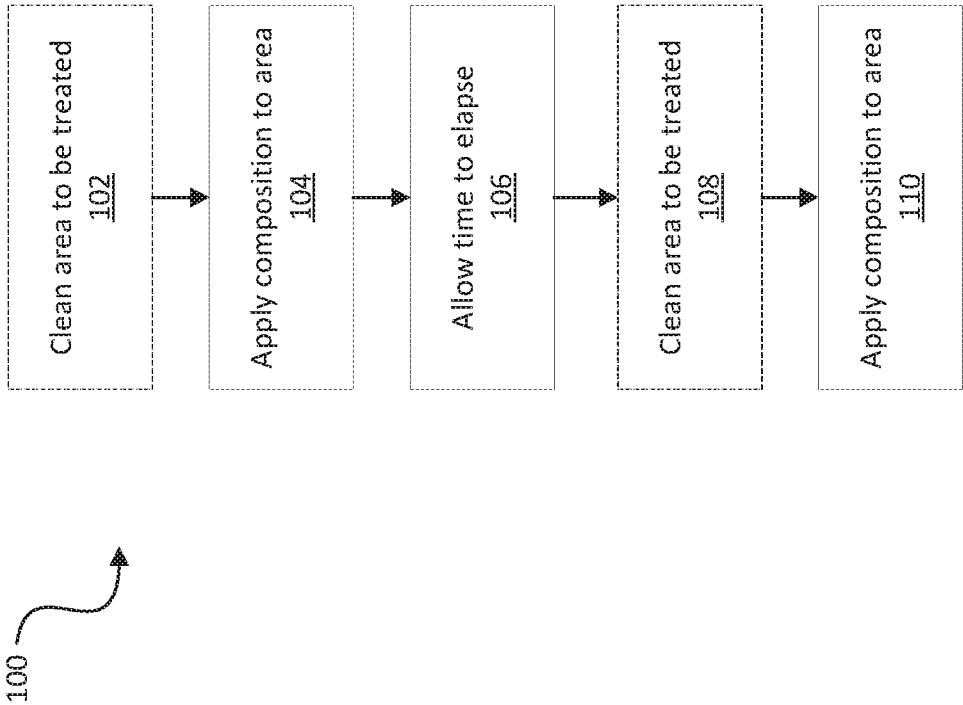 100
Clean area to be treated
102
Apply composition to area
104
Allow time to elapse
106
Clean area to be treated
108
Apply composition to area
110